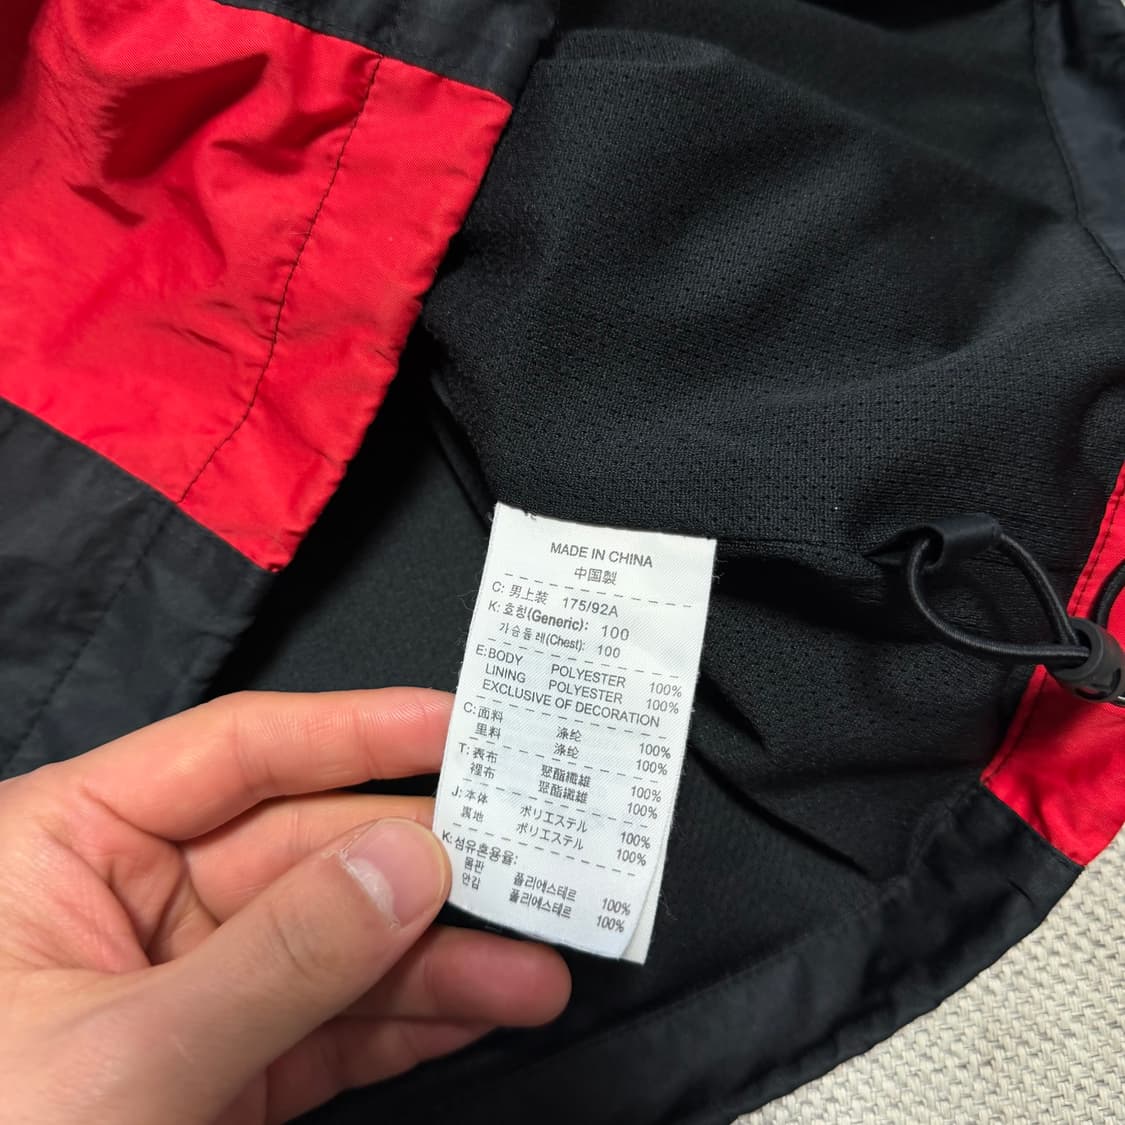 MADE IN CHINA
中国製
C: 男上装 175/92A
K: 호칭(Generic): 100
가슴둘레(Chest): 100
E: BODY POLYESTER 100%
LINING POLYESTER 100%
EXCLUSIVE OF DECORATION
C: 面料 涤纶 100%
里料 涤纶 100%
T: 表布 聚酯纖維 100%
裡布 聚酯纖維 100%
J: 本体 ポリエステル 100%
裏地 ポリエステル 100%
K: 섬유혼용율:
몸판 폴리에스테르 100%
안감 폴리에스테르 100%